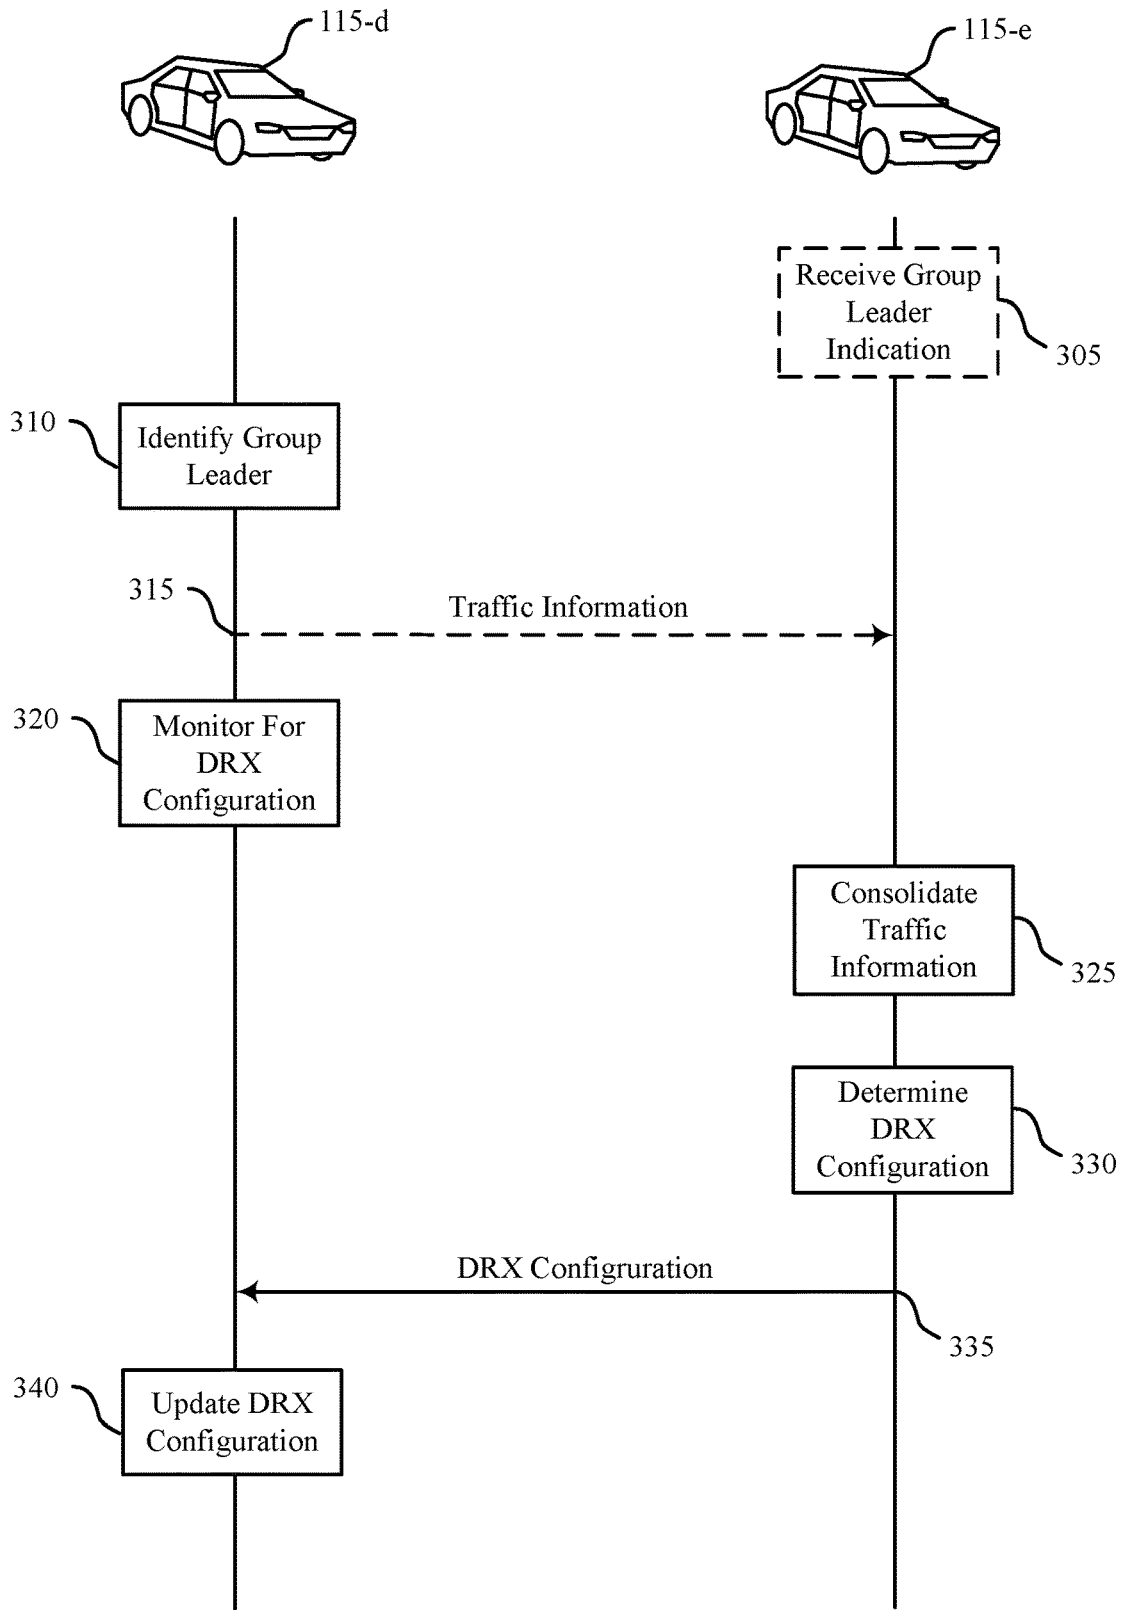 115-d
115-e
Receive Group
Leader
Indication
305
310
Identify Group
Leader
315
Traffic Information
320
Monitor For
DRX
Configuration
Consolidate
Traffic
Information
325
Determine
DRX
Configuration
330
DRX Configruration
335
340
Update DRX
Configuration